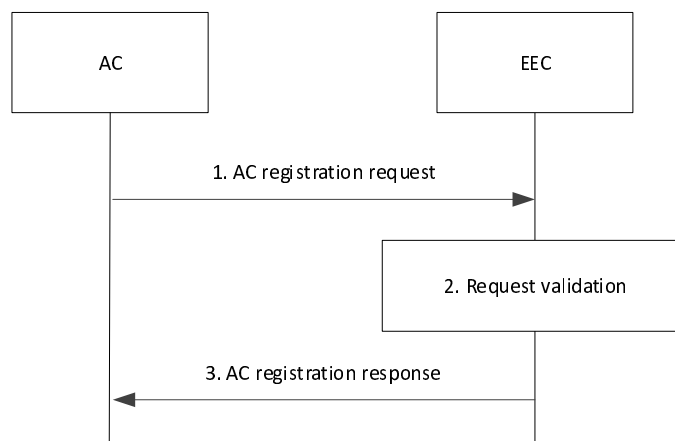 AC
EEC
1. AC registration request
2. Request validation
3. AC registration response